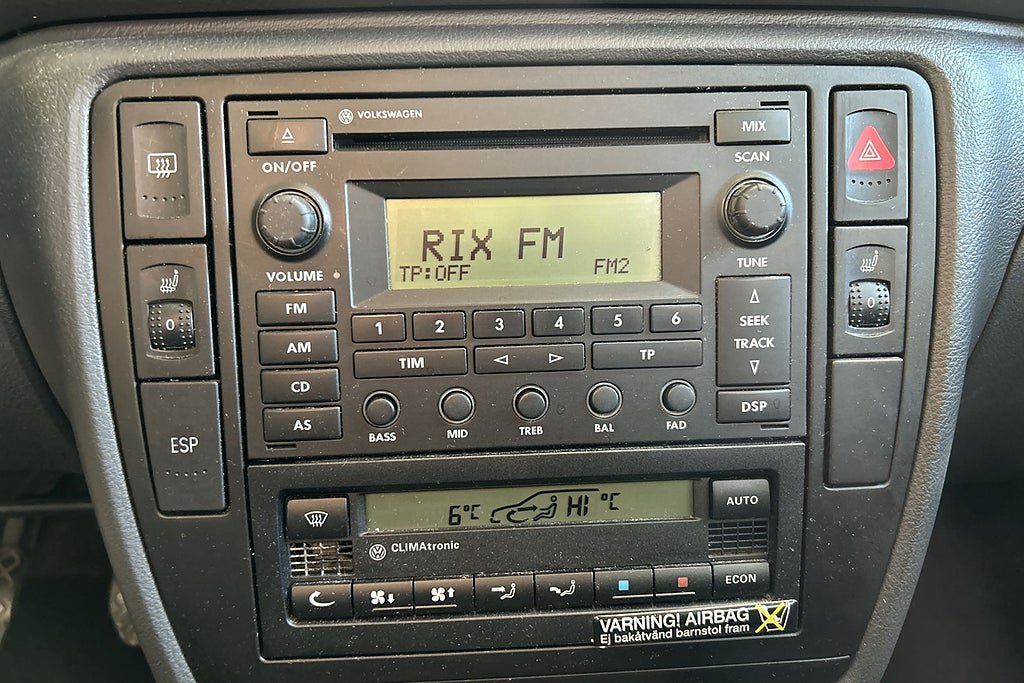 VOLKSWAGEN
MIX
ON/OFF
SCAN
RIX FM
TP:OFF FM2
VOLUME
TUNE
0
0
FM
1 2 3 4 5 6
SEEK
TRACK
AM
TIM
TP
CD
AS
DSP
BASS MID TREB BAL FAD
ESP
6°C HI °C
AUTO
CLIMAtronic
ECON
VARNING! AIRBAG
Ej bakåtvänd barnstol fram